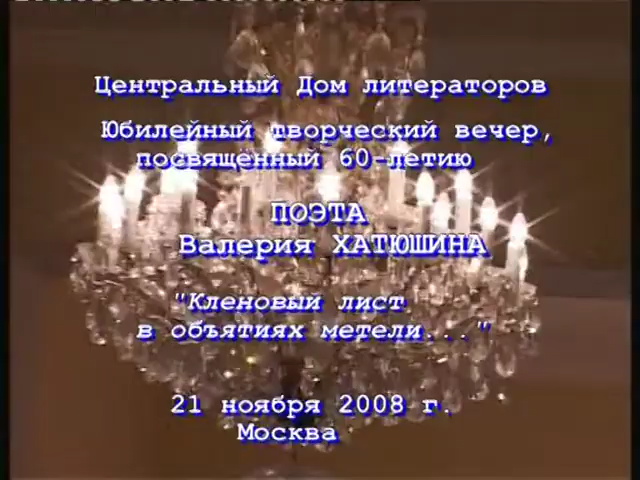 Центральный Дом литераторов
Юбилейный творческий вечер,
посвящённый 60-летию
ПОЭТА
Валерия ХАТЮШИНА
"Кленовый лист
в объятиях метели..."
21 ноября 2008 г.
Москва